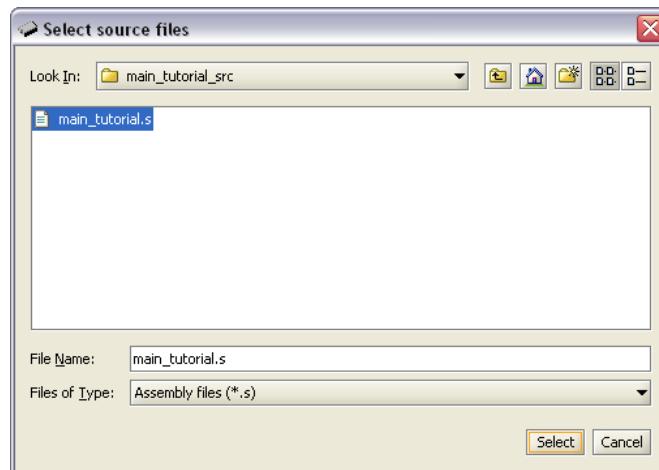 Select source files
Look In: main_tutorial_src
main_tutorial.s
File Name: main_tutorial.s
Files of Type: Assembly files (*.s)
Select Cancel